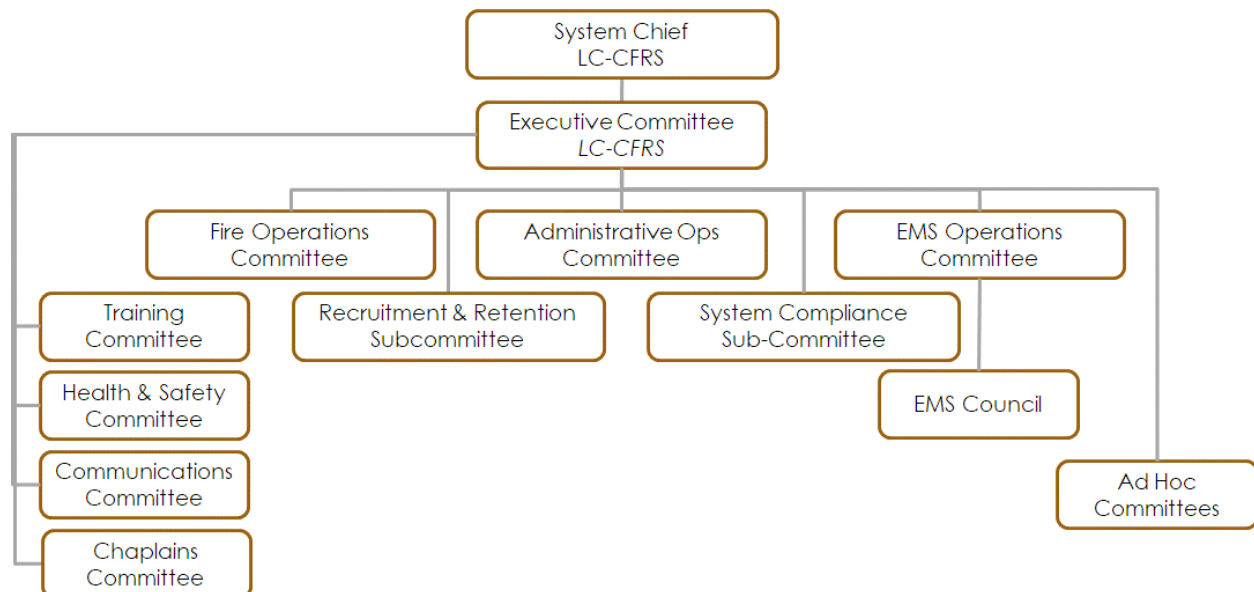 System Chief
LC-CFRS
Executive Committee
LC-CFRS
Fire Operations
Committee
Administrative Ops
Committee
EMS Operations
Committee
Training
Committee
Recruitment & Retention
Subcommittee
System Compliance
Sub-Committee
Health & Safety
Committee
EMS Council
Communications
Committee
Ad Hoc
Committees
Chaplains
Committee